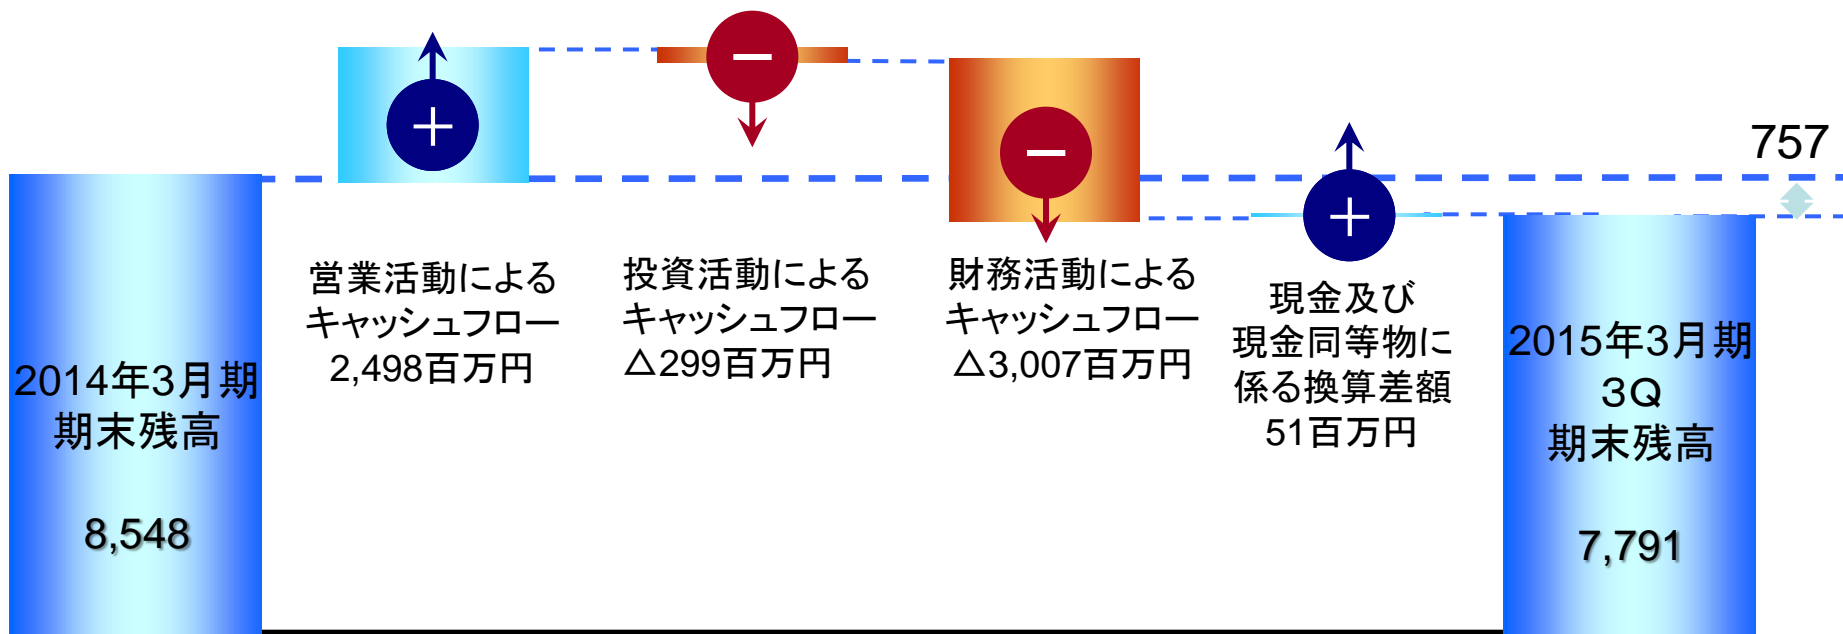 757
2014年3月期
期末残高
8,548
営業活動による
キャッシュフロー
2,498百万円
投資活動による
キャッシュフロー
△299百万円
財務活動による
キャッシュフロー
△3,007百万円
現金及び
現金同等物に
係る換算差額
51百万円
2015年3月期
３Q
期末残高
7,791